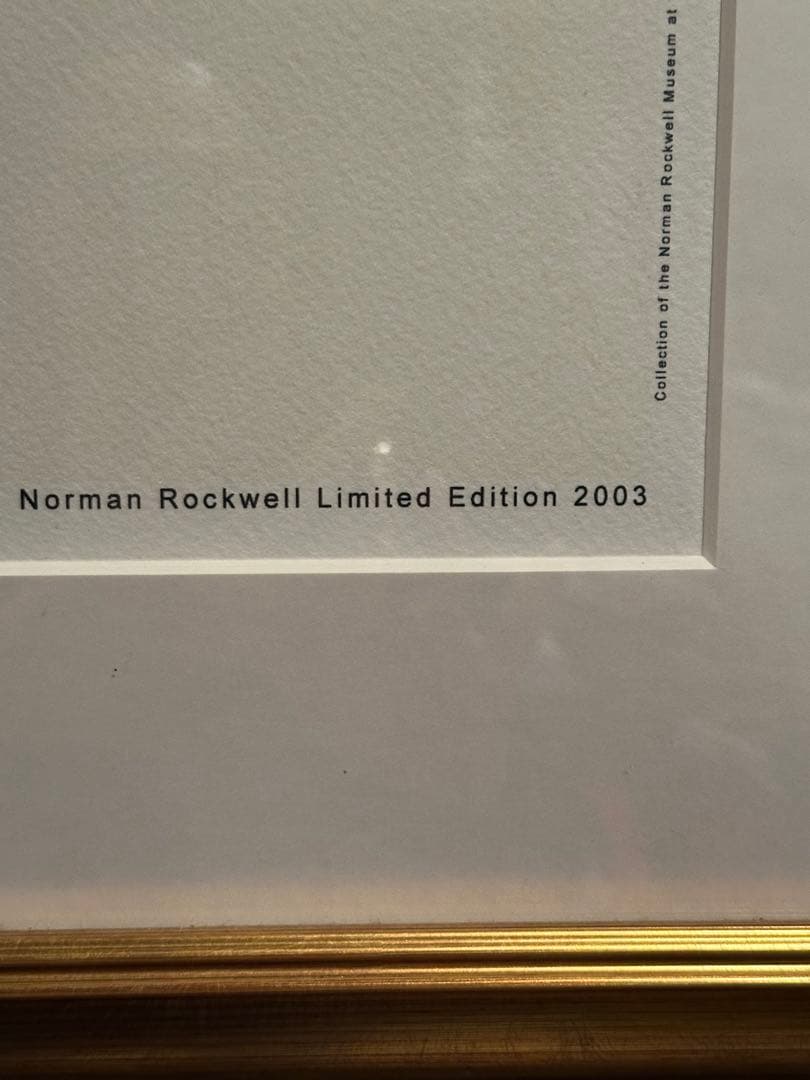 Collection of the Norman Rockwell Museum at
Norman Rockwell Limited Edition 2003